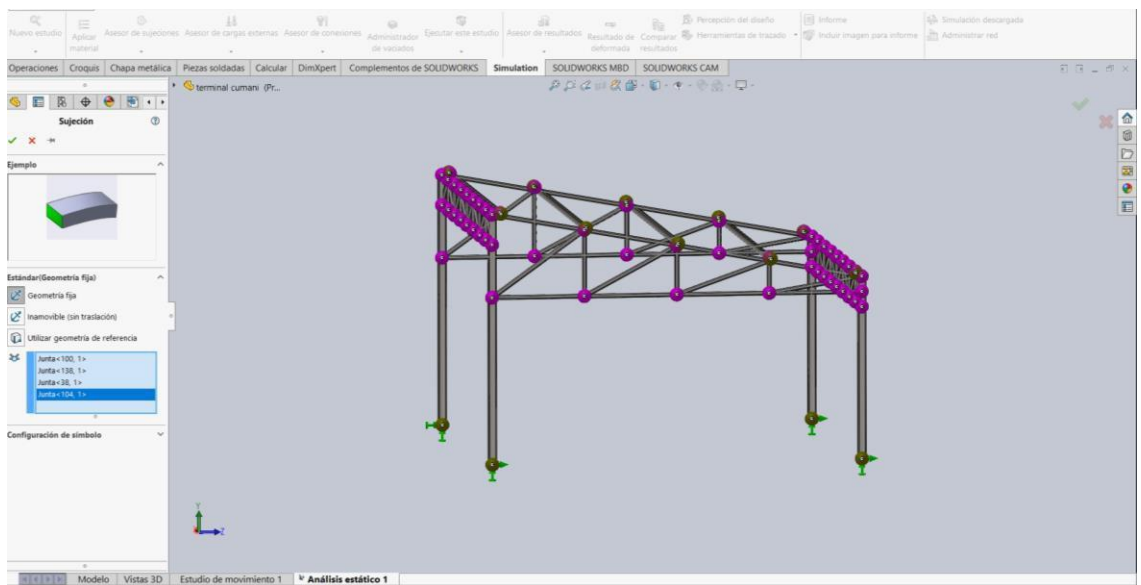 Nuevo estudio
Aplicar material
Asesor de sujeciones
Asesor de cargas externas
Asesor de conexiones
Administrador de vaciados
Ejecutar este estudio
Asesor de resultados
Resultado de deformada
Comparar resultados
Percepción del diseño
Herramientas de trazado
Informe
Induir imagen para informe
Simulación descargada
Administrar red
Operaciones Croquis Chapa metálica Piezas soldadas Calcular DimXpert Complementos de SOLIDWORKS Simulation SOLIDWORKS MBD SOLIDWORKS CAM
terminal cumani (Pr...
Sujeción
Ejemplo
Estándar(Geometría fija)
Geometría fija
Inamovible (sin traslación)
Utilizar geometría de referencia
Junta<100, 1>
Junta<138, 1>
Junta<38, 1>
Junta<104, 1>
Configuración de símbolo
Y
Z
Modelo Vistas 3D Estudio de movimiento 1 Análisis estático 1